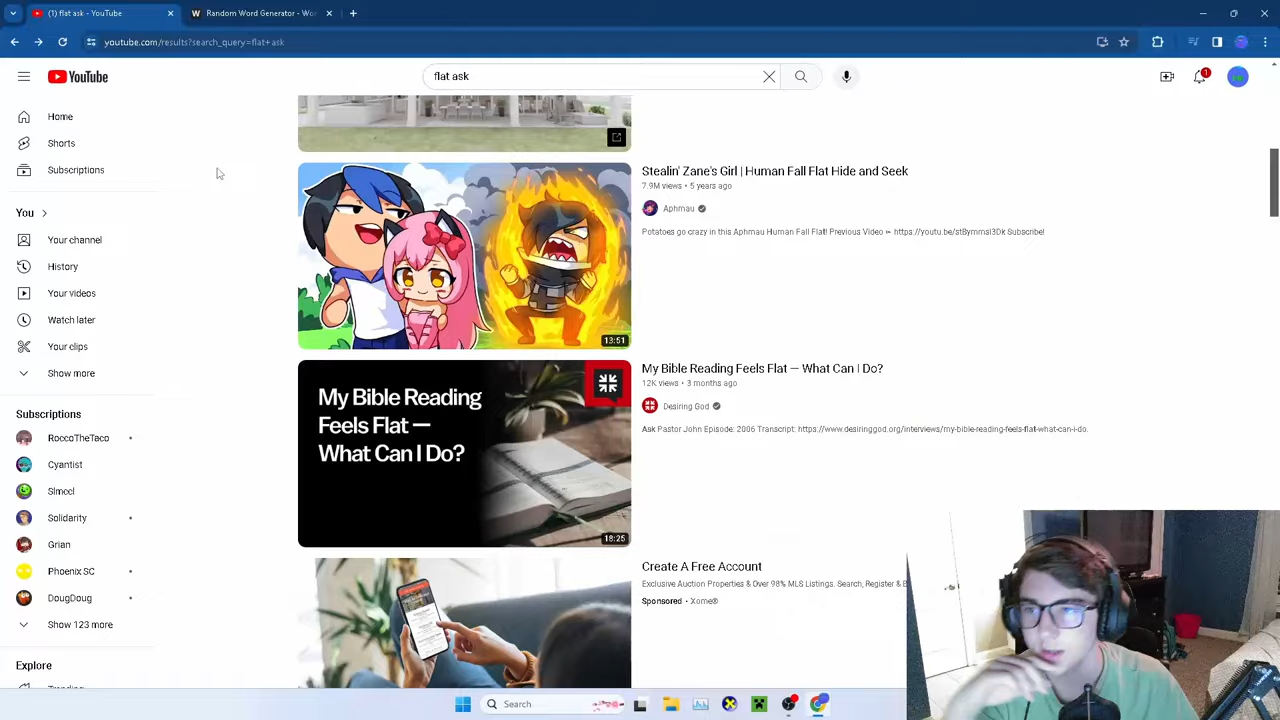 (1) flat ask - YouTube
Random Word Generator - Wor
youtube.com/results?search_query=flat+ask
YouTube
flat ask
1
Home
Shorts
Subscriptions
You
Your channel
History
Your videos
Watch later
Your clips
Show more
Subscriptions
RoccoTheTaco
Cyantist
Slmccl
Solidarity
Grian
Phoenix SC
DougDoug
Show 123 more
Explore
Stealin' Zane's Girl | Human Fall Flat Hide and Seek
7.9M views • 5 years ago
Aphmau
Potatoes go crazy in this Aphmau Human Fall Flat! Previous Video ➨ https://youtu.be/stBymmsI3Dk Subscribe!
13:51
My Bible Reading
Feels Flat —
What Can I Do?
18:25
My Bible Reading Feels Flat — What Can I Do?
12K views • 3 months ago
Desiring God
Ask Pastor John Episode: 2006 Transcript: https://www.desiringgod.org/interviews/my-bible-reading-feels-flat-what-can-i-do.
Create A Free Account
Exclusive Auction Properties & Over 98% MLS Listings. Search, Register & B
Sponsored • Xome®
Search